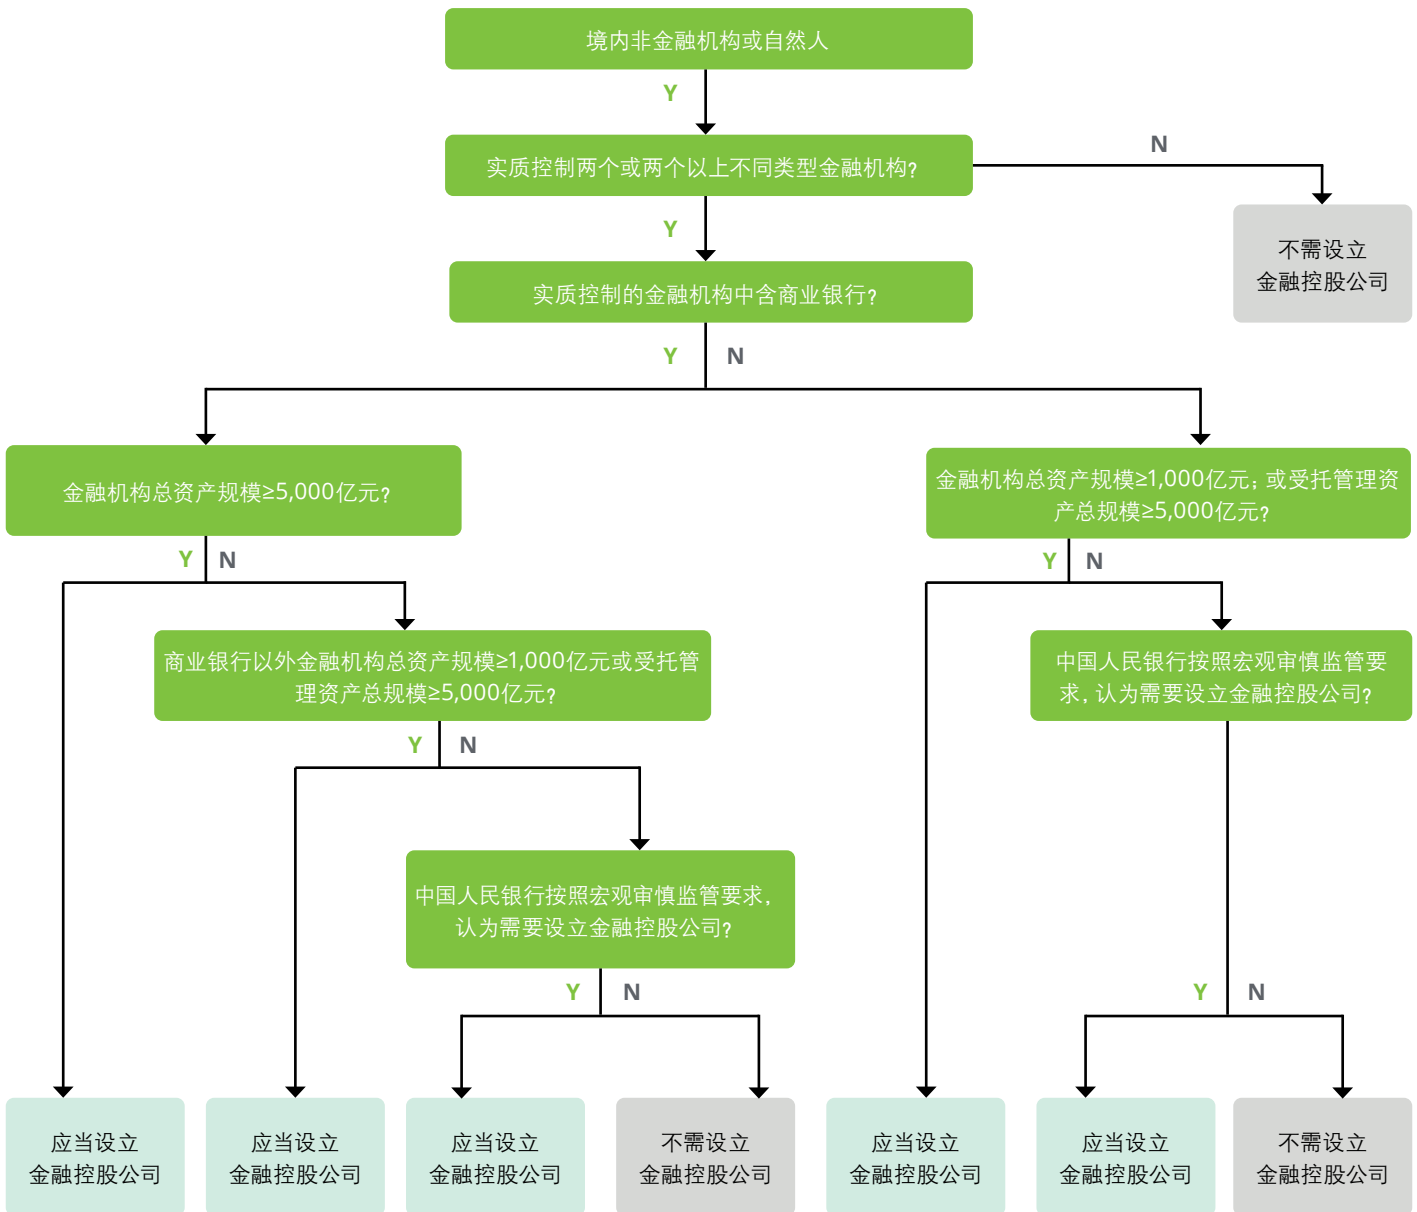 境内非金融机构或自然人
Y
实质控制两个或两个以上不同类型金融机构?
N
Y
不需设立
金融控股公司
实质控制的金融机构中含商业银行?
Y
N
金融机构总资产规模≥5,000亿元?
金融机构总资产规模≥1,000亿元; 或受托管理资
产总规模≥5,000亿元?
Y
N
Y
N
商业银行以外金融机构总资产规模≥1,000亿元或受托管
理资产总规模≥5,000亿元?
中国人民银行按照宏观审慎监管要
求, 认为需要设立金融控股公司?
Y
N
中国人民银行按照宏观审慎监管要求,
认为需要设立金融控股公司?
Y
N
Y
N
应当设立
金融控股公司
应当设立
金融控股公司
应当设立
金融控股公司
不需设立
金融控股公司
应当设立
金融控股公司
应当设立
金融控股公司
不需设立
金融控股公司